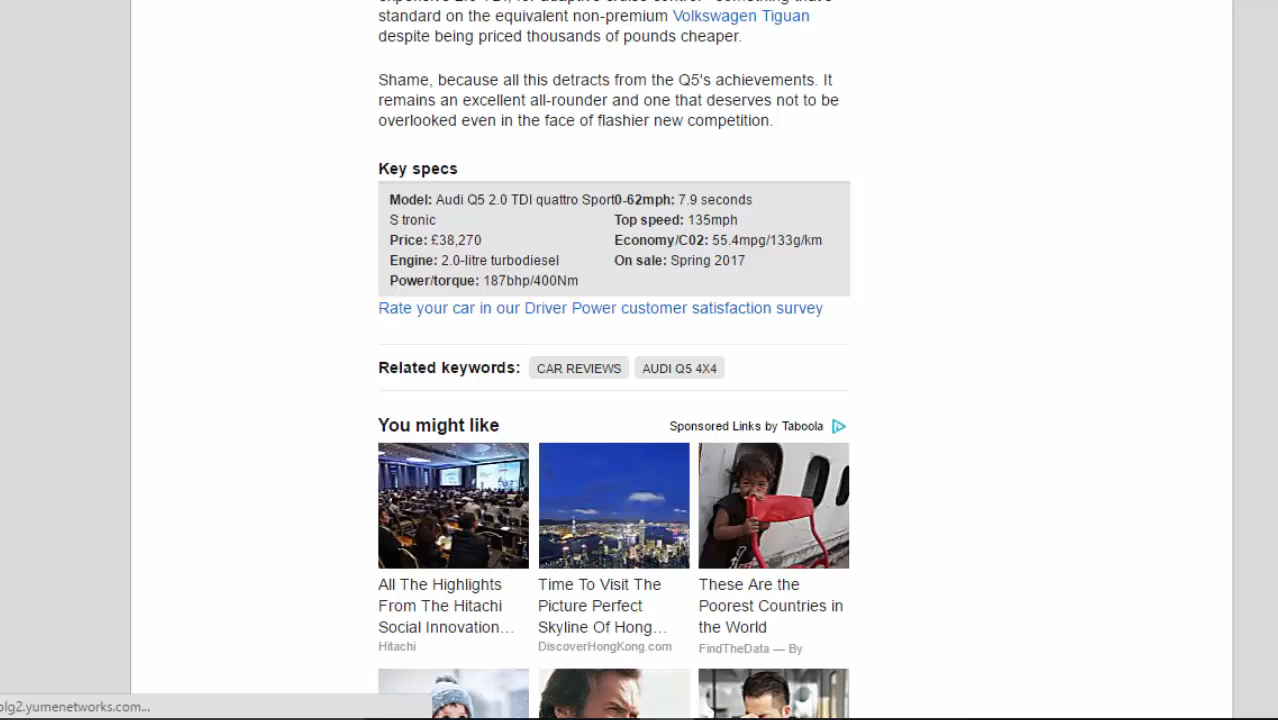 standard on the equivalent non-premium Volkswagen Tiguan
despite being priced thousands of pounds cheaper.
Shame, because all this detracts from the Q5's achievements. It
remains an excellent all-rounder and one that deserves not to be
overlooked even in the face of flashier new competition.
Key specs
Model: Audi Q5 2.0 TDI quattro Sport
S tronic
Price: £38,270
Engine: 2.0-litre turbodiesel
Power/torque: 187bhp/400Nm
0-62mph: 7.9 seconds
Top speed: 135mph
Economy/C02: 55.4mpg/133g/km
On sale: Spring 2017
Rate your car in our Driver Power customer satisfaction survey
Related keywords: CAR REVIEWS AUDI Q5 4X4
You might like
Sponsored Links by Taboola
All The Highlights
From The Hitachi
Social Innovation…
Hitachi
Time To Visit The
Picture Perfect
Skyline Of Hong…
DiscoverHongKong.com
These Are the
Poorest Countries in
the World
FindTheData — By
plg2.yumenetworks.com...